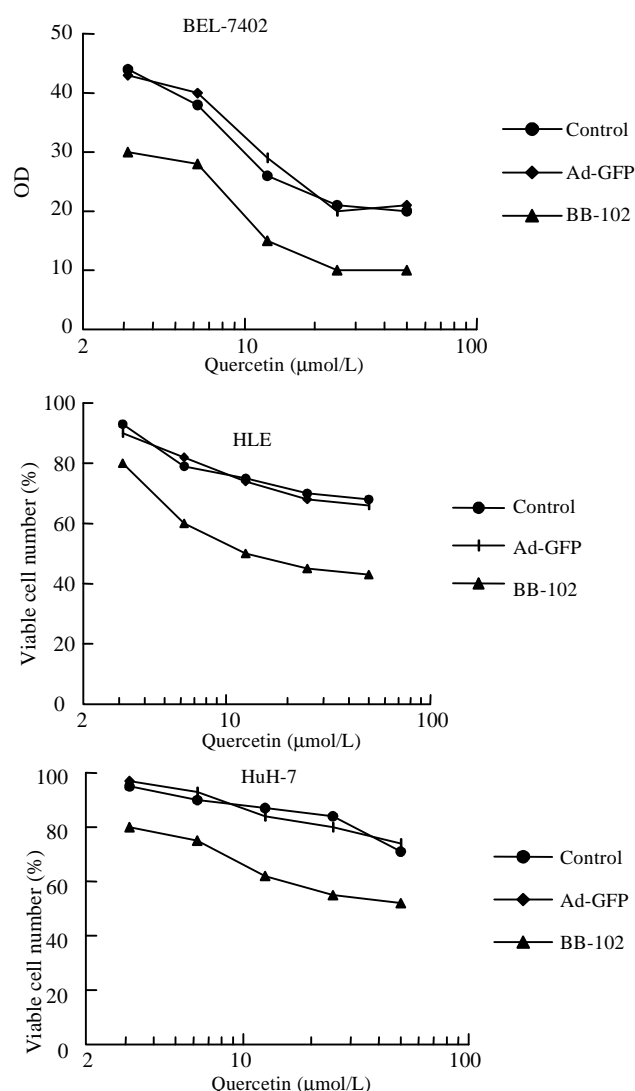 BEL-7402
50
40
30
20
10
0
OD
2
10
100
Quercetin (μmol/L)
Control
Ad-GFP
BB-102
HLE
100
80
60
40
20
0
Viable cell number (%)
2
10
100
Quercetin (μmol/L)
Control
Ad-GFP
BB-102
HuH-7
100
80
60
40
20
0
Viable cell number (%)
2
10
100
Quercetin (μmol/L)
Control
Ad-GFP
BB-102